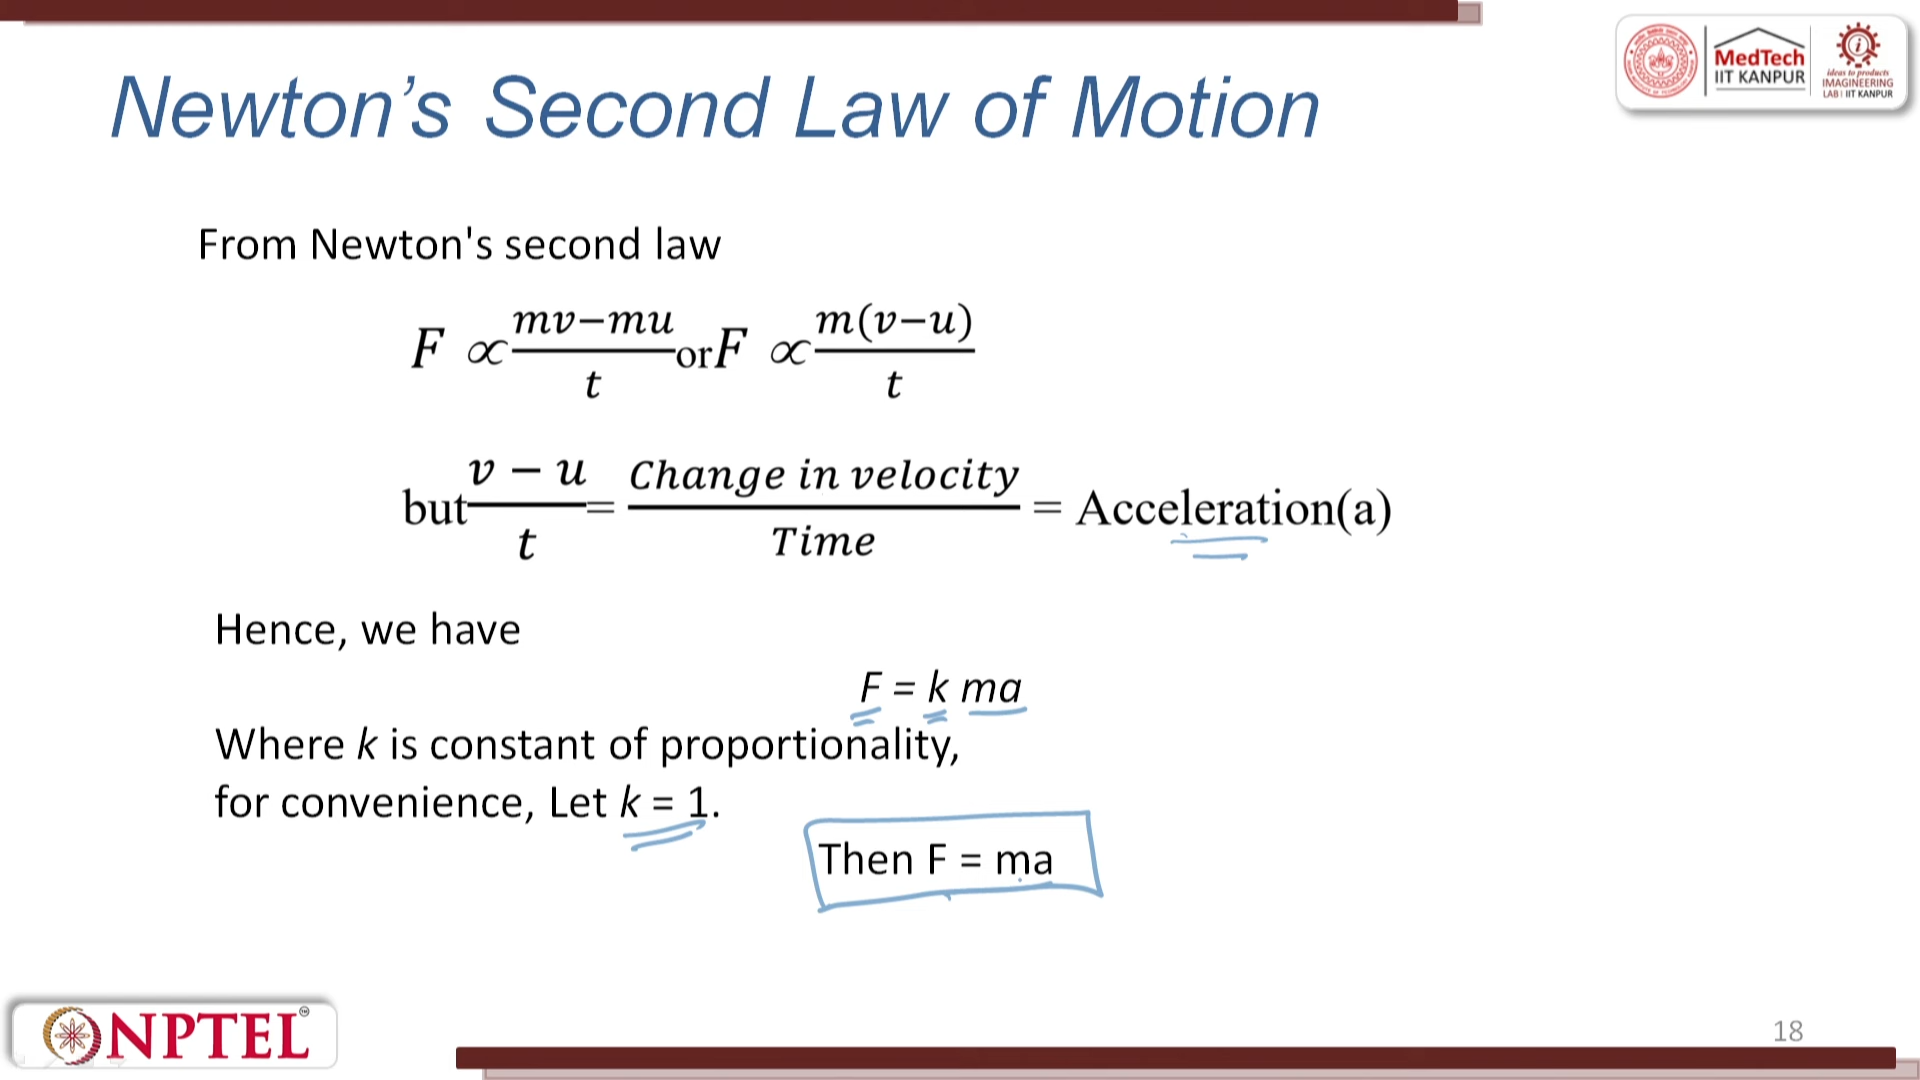 Newton’s Second Law of Motion
MedTech
IIT KANPUR
ideas to products
IMAGINEERING
LAB | IIT KANPUR
From Newton's second law
F ∝ mv−mu / t or F ∝ m(v−u) / t
but v − u / t = Change in velocity / Time = Acceleration(a)
Hence, we have
F = k ma
Where k is constant of proportionality,
for convenience, Let k = 1.
Then F = ma
NPTEL™
18